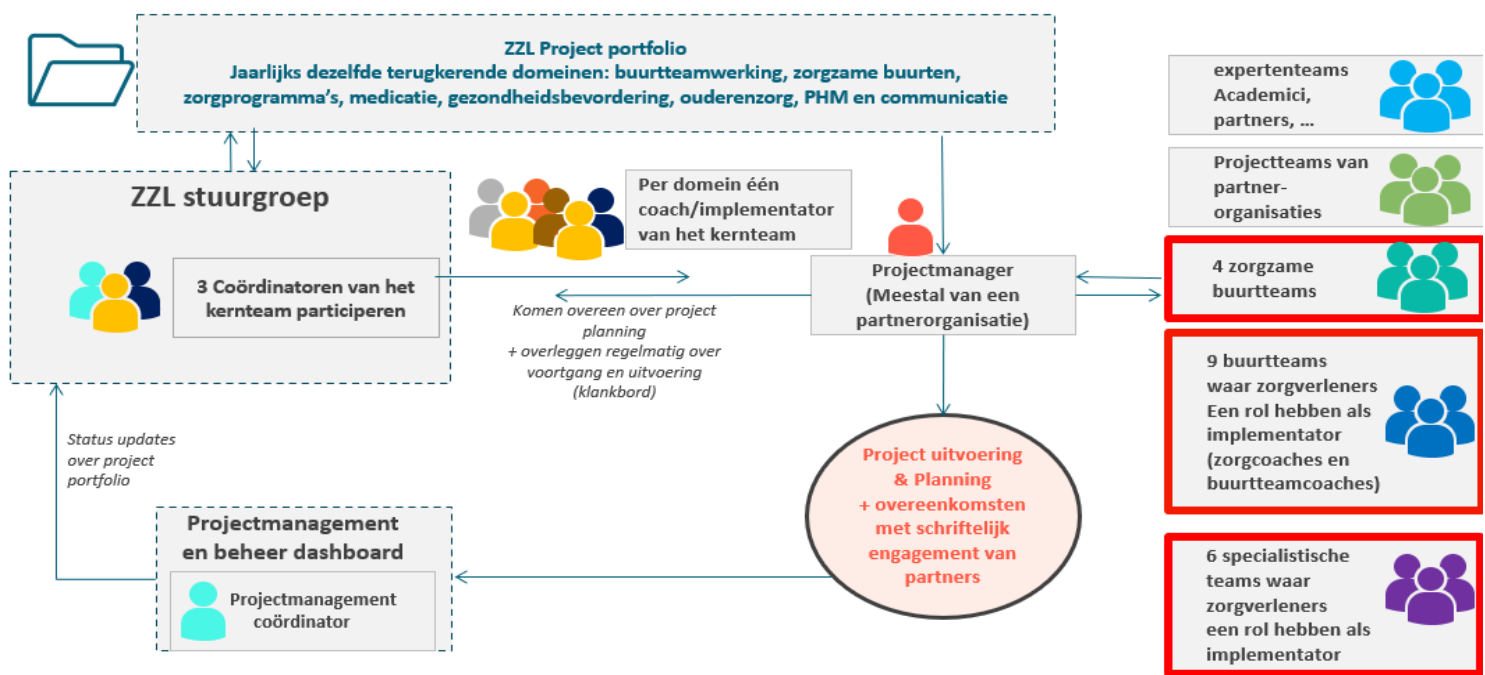 ZZL Project portfolio
Jaarlijks dezelfde terugkerende domeinen: buurtteamwerking, zorgzame buurten,
zorgprogramma's, medicatie, gezondheidsbevordering, ouderenzorg, PHM en communicatie
ZZL stuurgroep
3 Coördinatoren van het
kernteam participeren
Per domein één
coach/implementator
van het kernteam
Komen overeen over project
planning
+ overleggen regelmatig over
voortgang en uitvoering
(klankbord)
Projectmanager
(Meestal van een
partnerorganisatie)
Project uitvoering
& Planning
+ overeenkomsten
met schriftelijk
engagement van
partners
Status updates
over project
portfolio
Projectmanagement
en beheer dashboard
Projectmanagement
coördinator
expertenteams
Academici,
partners, ...
Projectteams van
partner-
organisaties
4 zorgzame
buurtteams
9 buurtteams
waar zorgverleners
Een rol hebben als
implementator
(zorgcoaches en
buurtteamcoaches)
6 specialistische
teams waar
zorgverleners
een rol hebben als
implementator